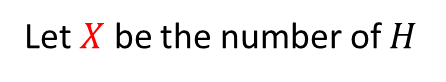 Let X be the number of H